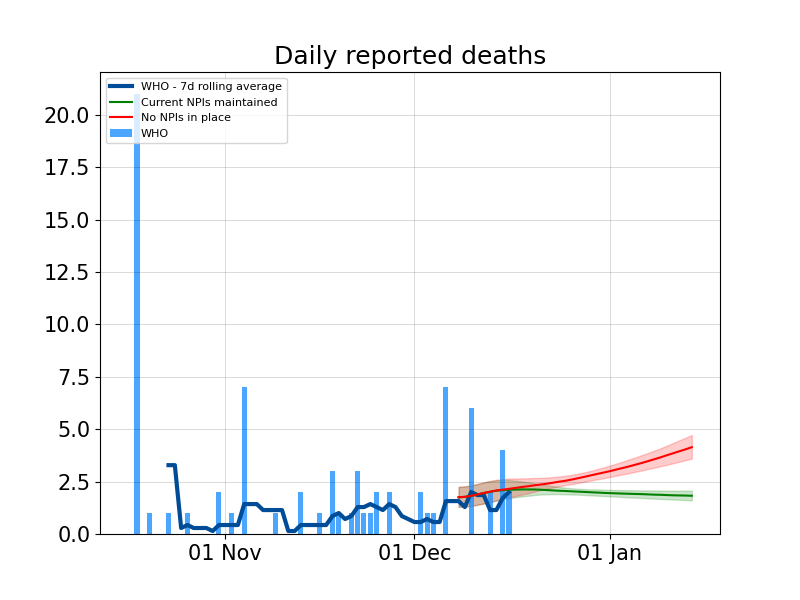 Daily reported deaths
WHO - 7d rolling average
Current NPIs maintained
No NPIs in place
WHO
20.0
17.5
15.0
12.5
10.0
7.5
5.0
2.5
0.0
01 Nov
01 Dec
01 Jan